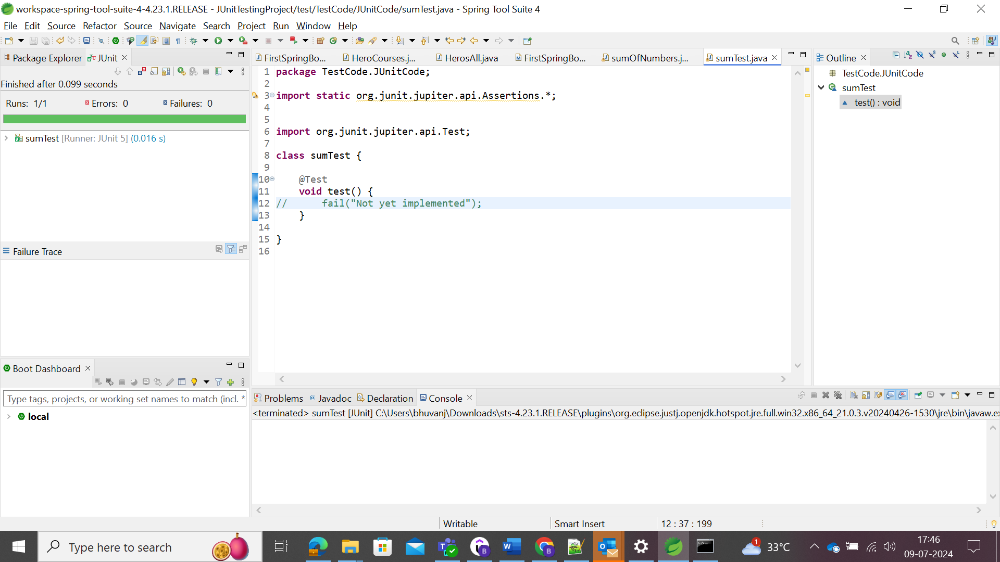 workspace-spring-tool-suite-4-4.23.1.RELEASE - JUnitTestingProject/test/TestCode/JUnitCode/sumTest.java - Spring Tool Suite 4
File Edit Source Refactor Source Navigate Search Project Run Window Help
Package Explorer JUnit
Finished after 0.099 seconds
Runs: 1/1 Errors: 0 Failures: 0
sumTest [Runner: JUnit 5] (0.016 s)
Failure Trace
Boot Dashboard
Type tags, projects, or working set names to match (incl. *
local
FirstSpringBo... HeroCourses.j... HerosAll.java FirstSpringBo... sumOfNumbers.j... sumTest.java
1 package TestCode.JUnitCode;
2
3 import static org.junit.jupiter.api.Assertions.*;
4
5
6 import org.junit.jupiter.api.Test;
7
8 class sumTest {
9
10 @Test
11 void test() {
12 // fail("Not yet implemented");
13 }
14
15 }
16
Outline
TestCode.JUnitCode
sumTest
test() : void
Problems Javadoc Declaration Console
<terminated> sumTest [JUnit] C:\Users\bhuvanj\Downloads\sts-4.23.1.RELEASE\plugins\org.eclipse.justj.openjdk.hotspot.jre.full.win32.x86_64_21.0.3.v20240426-1530\jre\bin\javaw.ex
Writable Smart Insert 12 : 37 : 199
Type here to search
1 33°C
17:46
09-07-2024